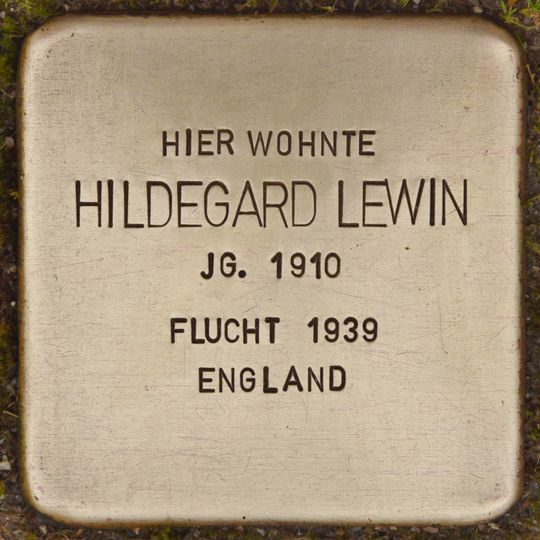 HIER WOHNTE
HILDEGARD LEWIN
JG. 1910
FLUCHT 1939
ENGLAND